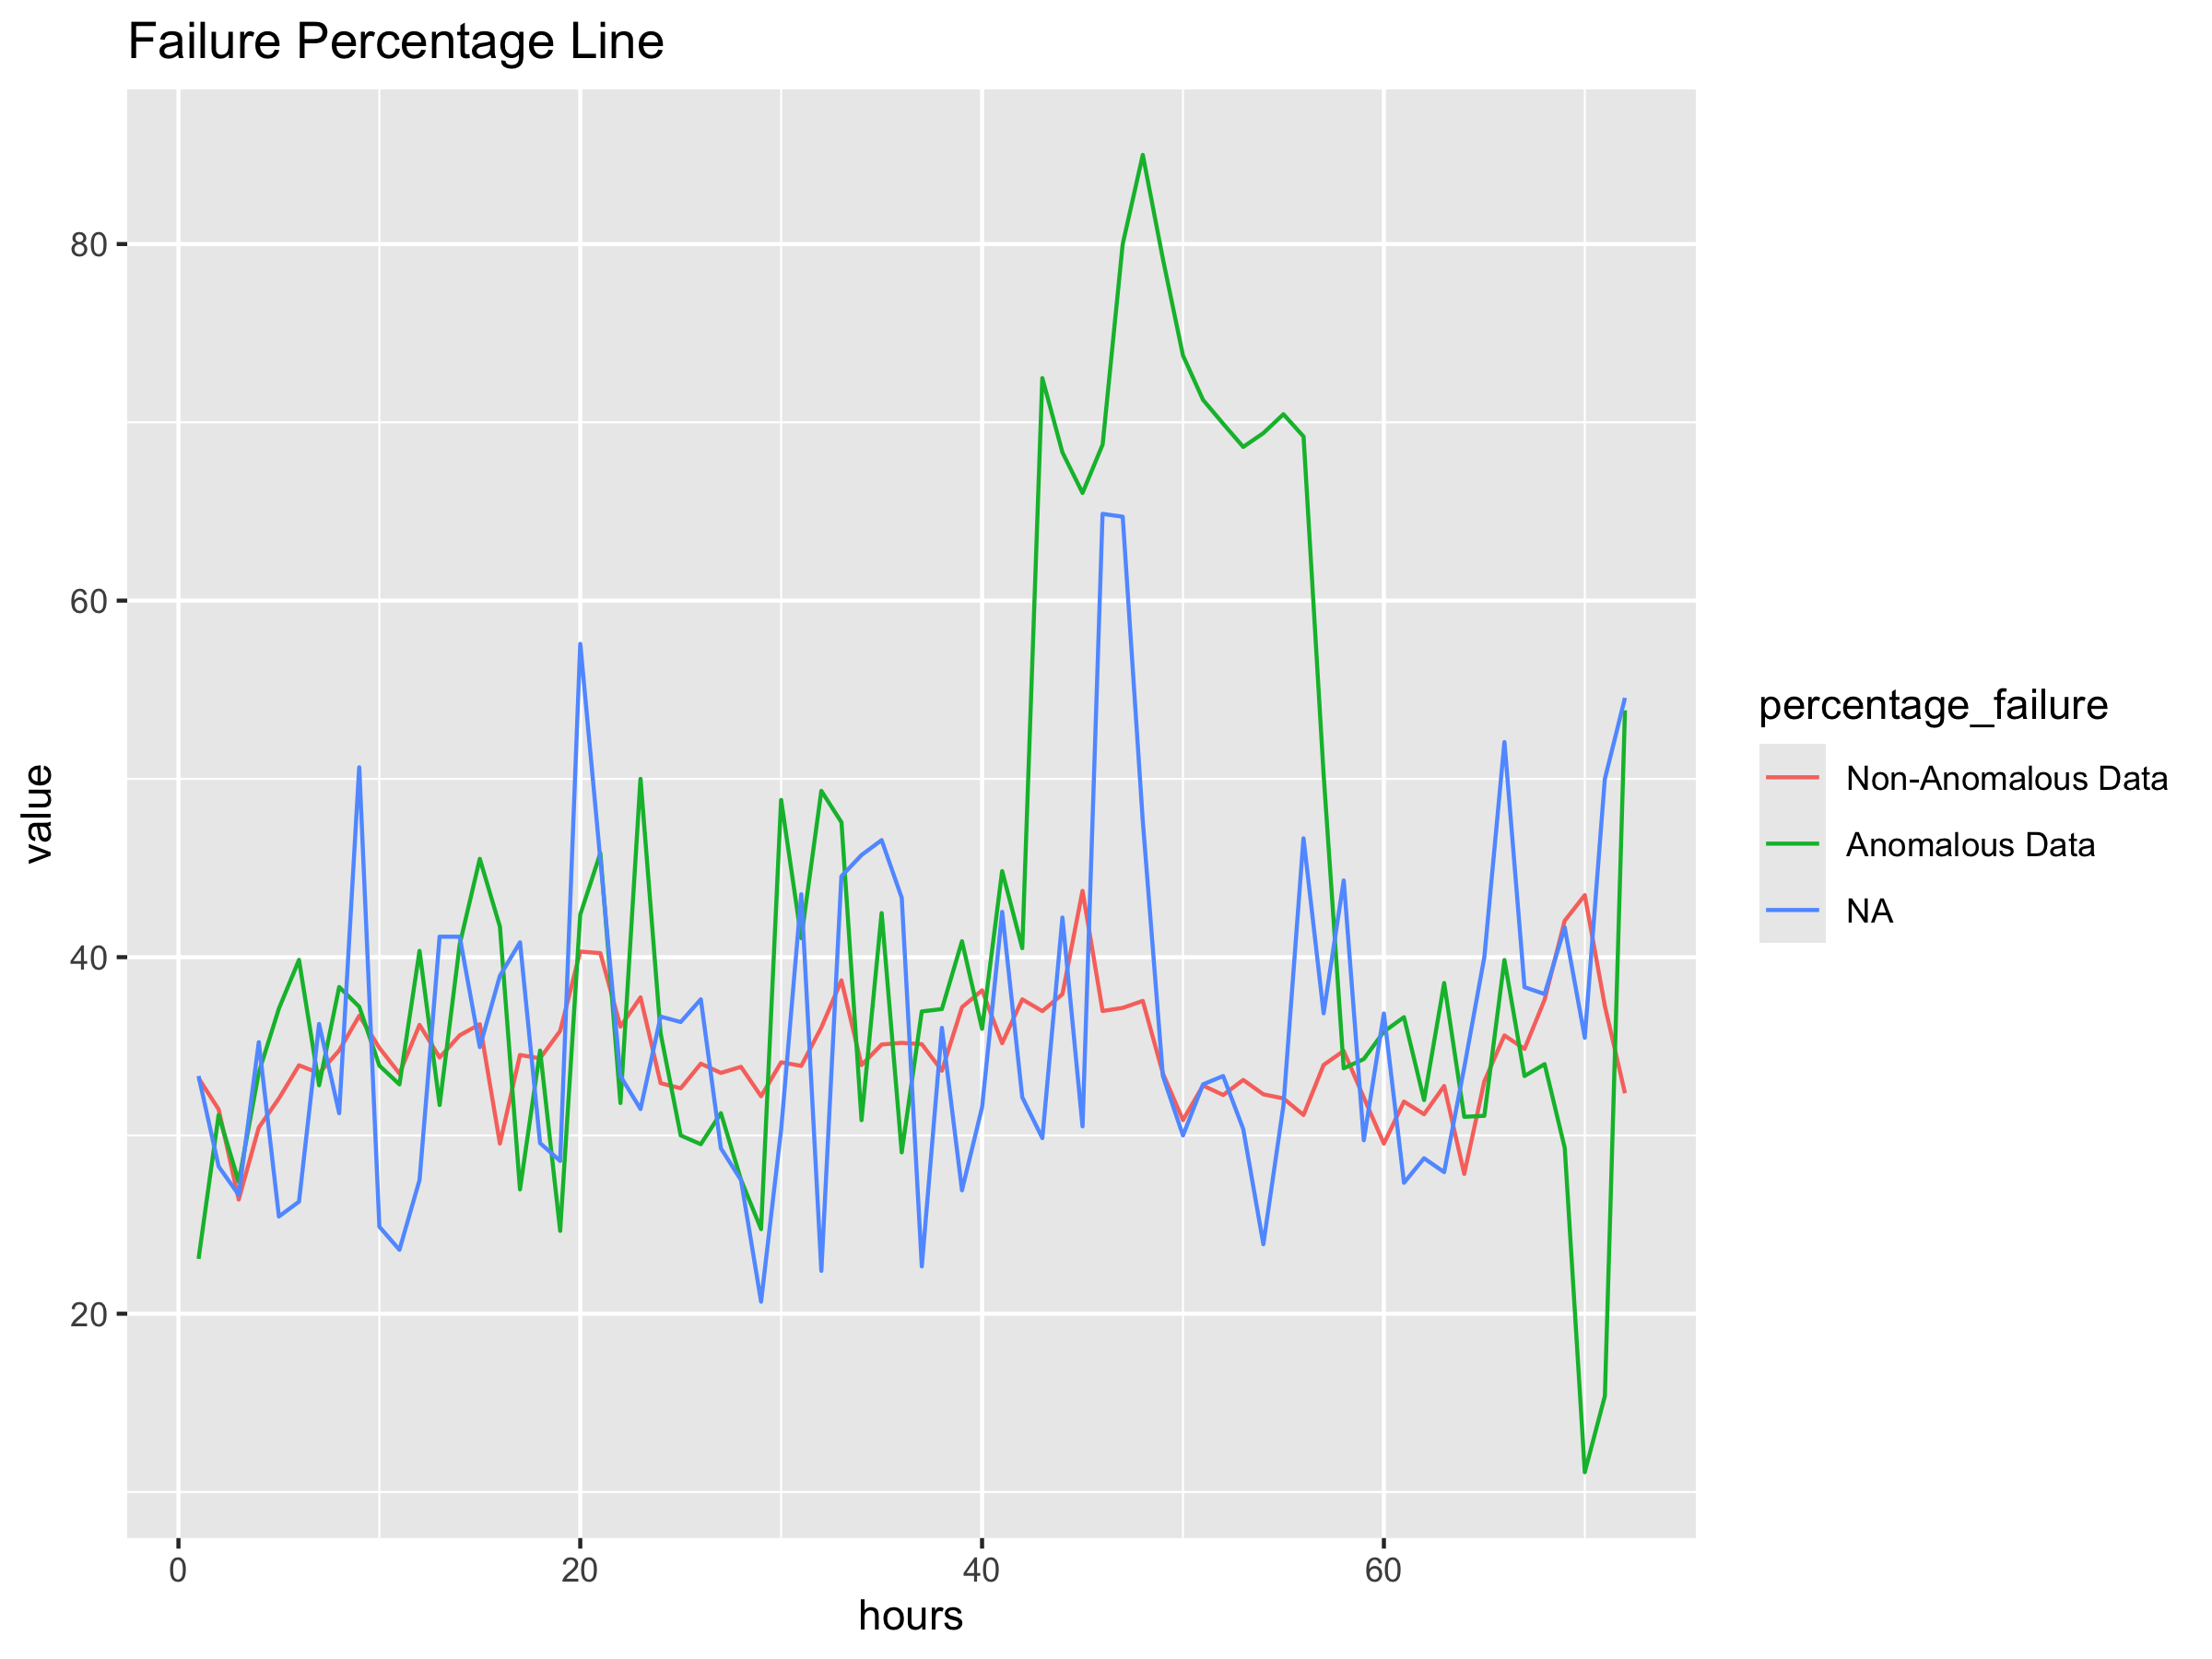 Failure Percentage Line
value
80
60
40
20
0
20
40
60
hours
percentage_failure
Non-Anomalous Data
Anomalous Data
NA